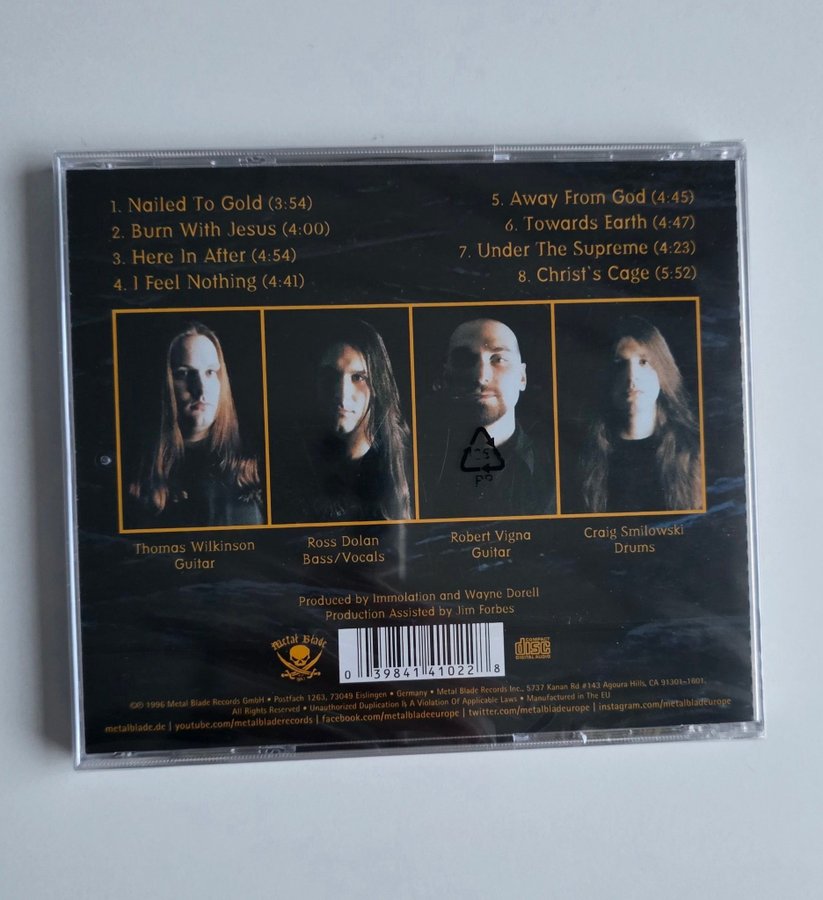 1. Nailed To Gold (3:54)
2. Burn With Jesus (4:00)
3. Here In After (4:54)
4. I Feel Nothing (4:41)
5. Away From God (4:45)
6. Towards Earth (4:47)
7. Under The Supreme (4:23)
8. Christ's Cage (5:52)
Thomas Wilkinson
Guitar
Ross Dolan
Bass/Vocals
Robert Vigna
Guitar
Craig Smilowski
Drums
Produced by Immolation and Wayne Dorell
Production Assisted by Jim Forbes
Metal Blade
0 39841 41022 8
COMPACT
disc
DIGITAL AUDIO
©℗ 1996 Metal Blade Records GmbH • Postfach 1263, 73049 Eislingen • Germany • Metal Blade Records Inc., 5737 Kanan Rd #143 Agoura Hills, CA 91301-1601.
All Rights Reserved • Unauthorized Duplication Is A Violation Of Applicable Laws • Manufactured in The EU
metalblade.de | youtube.com/metalbladerecords | facebook.com/metalbladeeurope | twitter.com/metalbladeeurope | instagram.com/metalbladeeurope